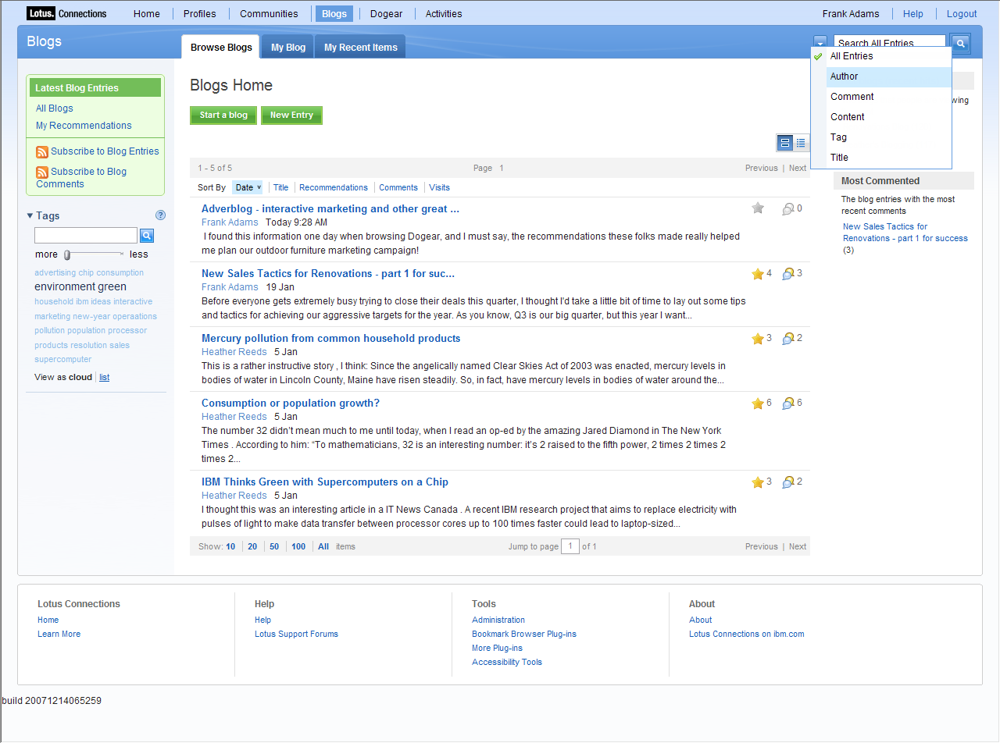 Lotus. Connections Home Profiles Communities Blogs Dogear Activities Frank Adams Help Logout
Blogs Browse Blogs My Blog My Recent Items Search All Entries
All Entries
Author
Comment
Content
Tag
Title
Latest Blog Entries
All Blogs
My Recommendations
Subscribe to Blog Entries
Subscribe to Blog
Comments
Tags ?
more less
advertising chip consumption
environment green
household ibm ideas interactive
marketing new-year operaations
pollution population processor
products resolution sales
supercomputer
View as cloud | list
Blogs Home
Start a blog New Entry
1 - 5 of 5 Page 1 Previous | Next
Sort By Date Title Recommendations Comments Visits
Adverblog - interactive marketing and other great ... 0
Frank Adams Today 9:28 AM
I found this information one day when browsing Dogear, and I must say, the recommendations these folks made really helped
me plan our outdoor furniture marketing campaign!
New Sales Tactics for Renovations - part 1 for suc... 4 3
Frank Adams 19 Jan
Before everyone gets extremely busy trying to close their deals this quarter, I thought I'd take a little bit of time to lay out some tips
and tactics for achieving our aggressive targets for the year. As you know, Q3 is our big quarter, but this year I want...
Mercury pollution from common household products 3 2
Heather Reeds 5 Jan
This is a rather instructive story , I think: Since the angelically named Clear Skies Act of 2003 was enacted, mercury levels in
bodies of water in Lincoln County, Maine have risen steadily. So, in fact, have mercury levels in bodies of water around the...
Consumption or population growth? 6 6
Heather Reeds 5 Jan
The number 32 didn’t mean much to me until today, when I read an op-ed by the amazing Jared Diamond in The New York
Times . According to him: “To mathematicians, 32 is an interesting number: it’s 2 raised to the fifth power, 2 times 2 times 2
times 2...
IBM Thinks Green with Supercomputers on a Chip 3 2
Heather Reeds 5 Jan
I thought this was an interesting article in a IT News Canada . A recent IBM research project that aims to replace electricity with
pulses of light to make data transfer between processor cores up to 100 times faster could lead to laptop-sized...
Show: 10 20 50 100 All items Jump to page 1 of 1 Previous | Next
wing
Most Commented
The blog entries with the most
recent comments
New Sales Tactics for
Renovations - part 1 for success
(3)
Lotus Connections
Home
Learn More
Help
Help
Lotus Support Forums
Tools
Administration
Bookmark Browser Plug-ins
More Plug-ins
Accessibility Tools
About
About
Lotus Connections on ibm.com
build 20071214065259